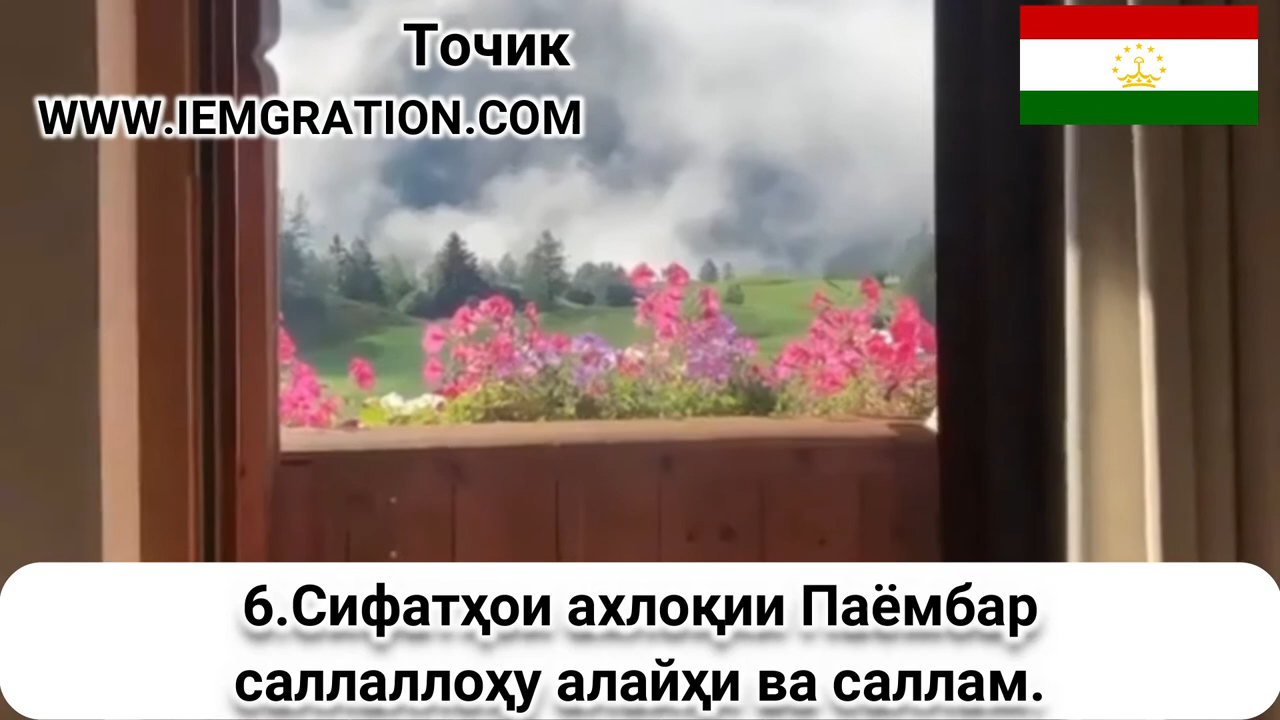 Точик
WWW.IEMGRATION.COM
6.Сифатҳои ахлоқии Паёмбар
саллаллоҳу алайҳи ва саллам.